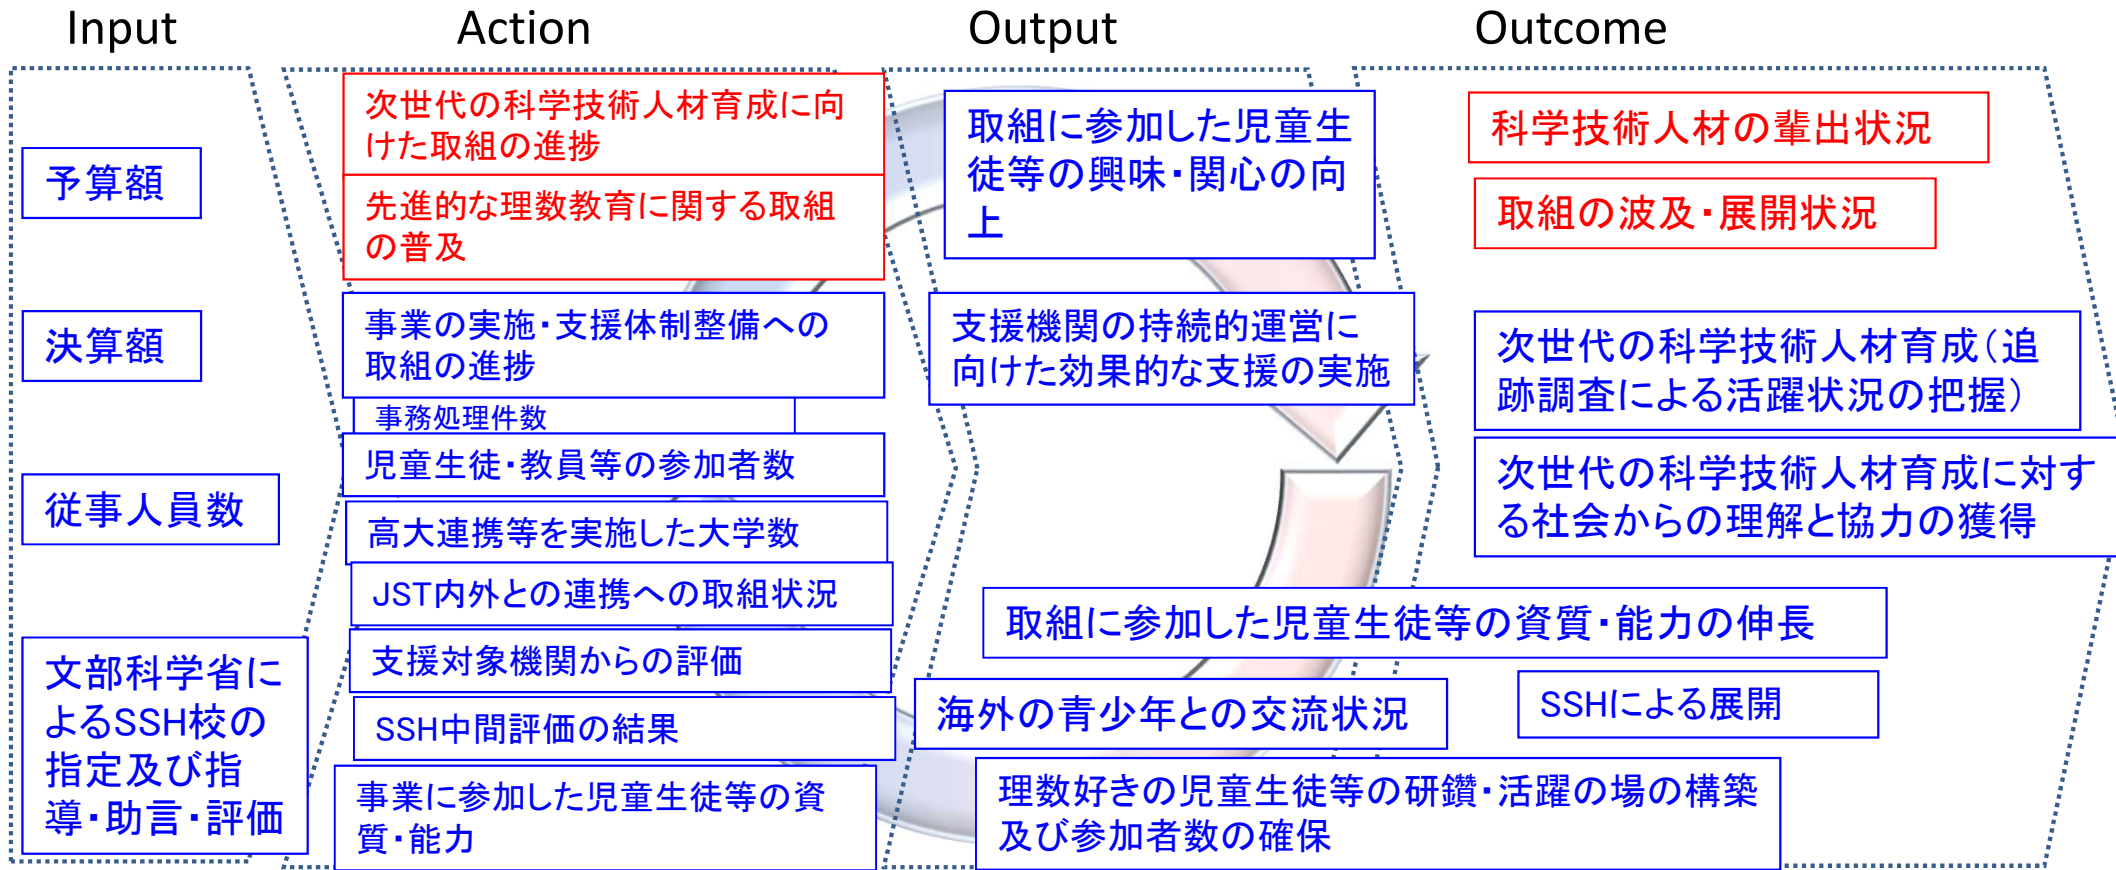 Input
Action
Output
Outcome
予算額
決算額
従事人員数
文部科学省に
よるSSH校の
指定及び指
導・助言・評価
次世代の科学技術人材育成に向
けた取組の進捗
先進的な理数教育に関する取組
の普及
事業の実施・支援体制整備への
取組の進捗
事務処理件数
児童生徒・教員等の参加者数
高大連携等を実施した大学数
JST内外との連携への取組状況
支援対象機関からの評価
SSH中間評価の結果
事業に参加した児童生徒等の資
質・能力
取組に参加した児童生
徒等の興味・関心の向
上
支援機関の持続的運営に
向けた効果的な支援の実施
取組に参加した児童生徒等の資質・能力の伸長
海外の青少年との交流状況
理数好きの児童生徒等の研鑽・活躍の場の構築
及び参加者数の確保
科学技術人材の輩出状況
取組の波及・展開状況
次世代の科学技術人材育成（追
跡調査による活躍状況の把握）
次世代の科学技術人材育成に対す
る社会からの理解と協力の獲得
SSHによる展開